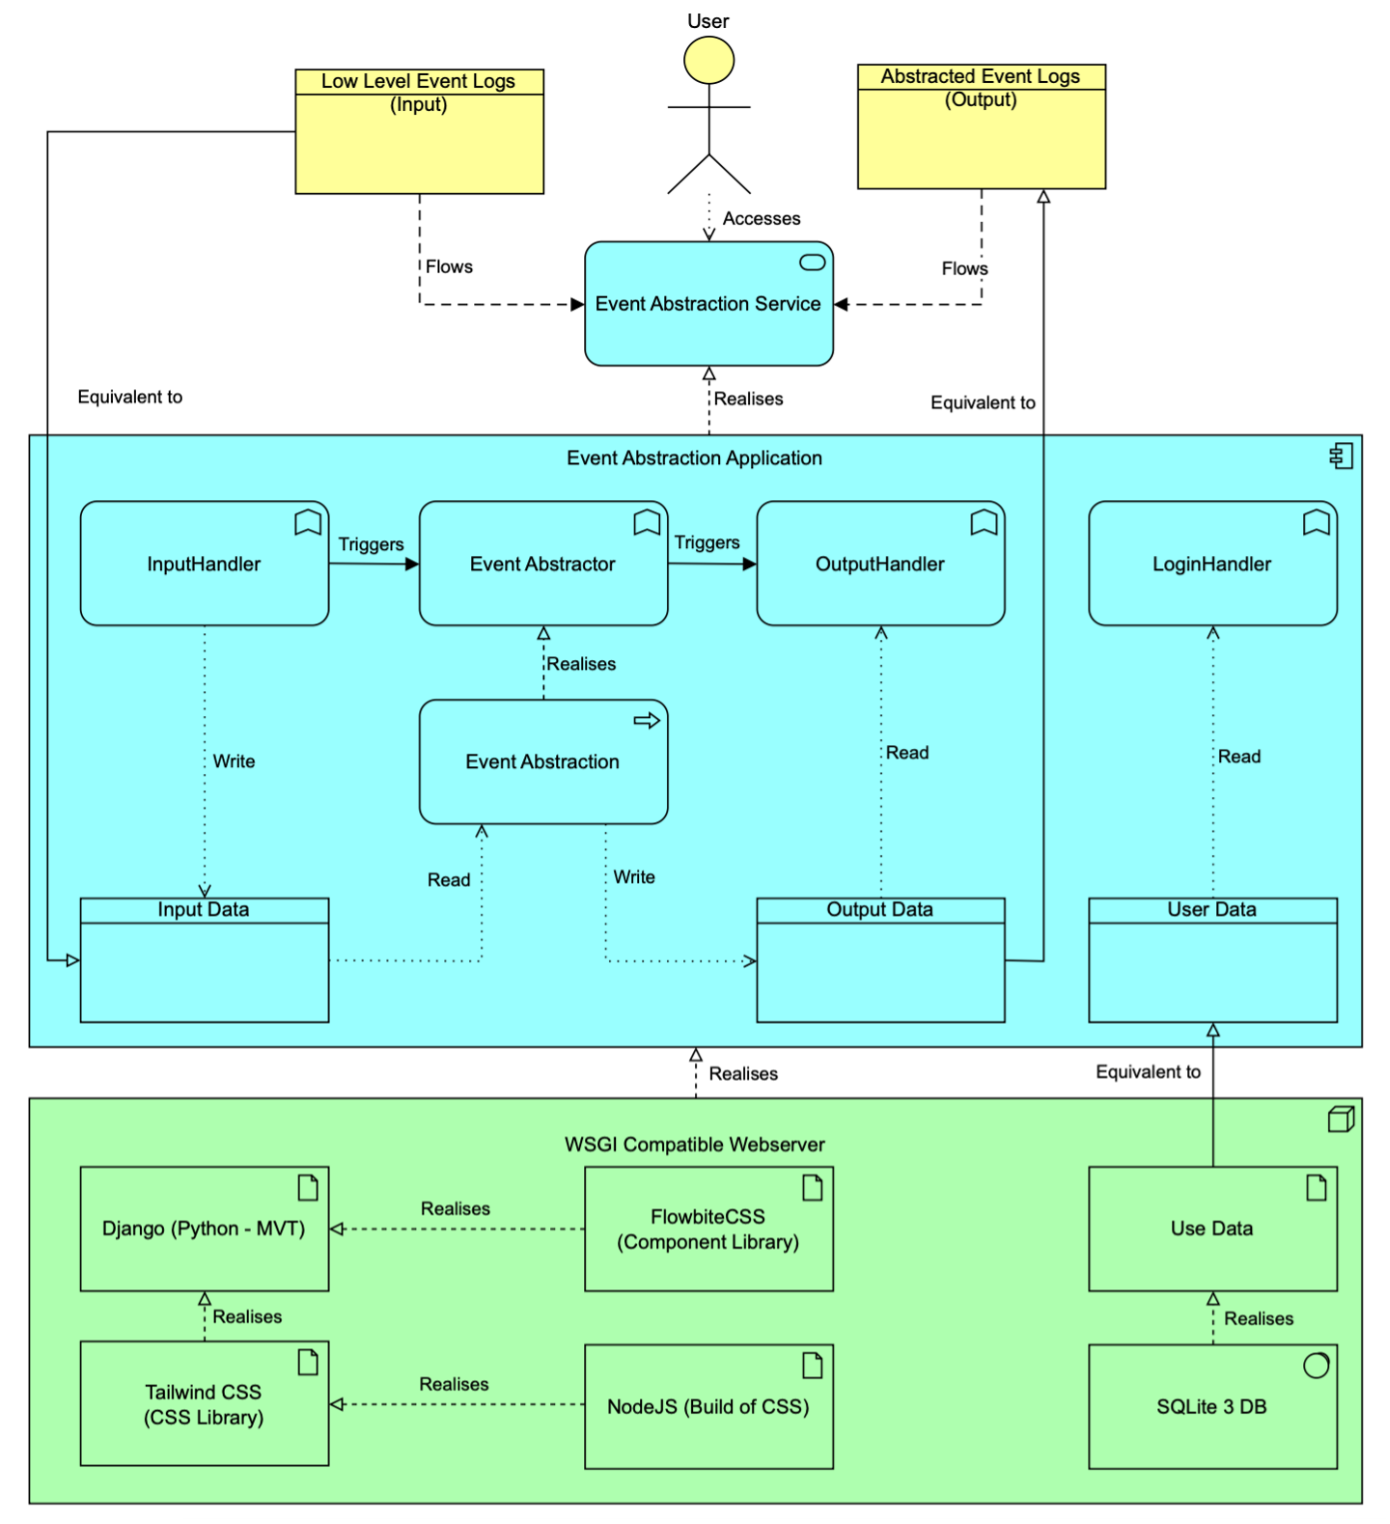 User
Low Level Event Logs
(Input)
Abstracted Event Logs
(Output)
Accesses
Flows
Flows
Event Abstraction Service
Equivalent to
Realises
Equivalent to
Event Abstraction Application
InputHandler
Triggers
Event Abstractor
Triggers
OutputHandler
LoginHandler
Realises
Write
Event Abstraction
Read
Read
Read
Write
Input Data
Output Data
User Data
Realises
Equivalent to
WSGI Compatible Webserver
Django (Python - MVT)
Realises
FlowbiteCSS
(Component Library)
Use Data
Realises
Realises
Tailwind CSS
(CSS Library)
Realises
NodeJS (Build of CSS)
SQLite 3 DB